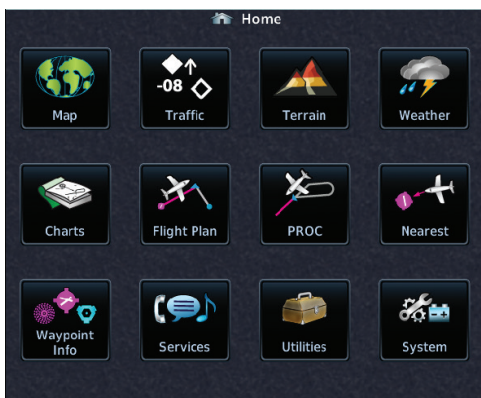 Home
Map
Traffic
-08
Terrain
Weather
Charts
Flight Plan
PROC
Nearest
Waypoint
Info
Services
Utilities
System